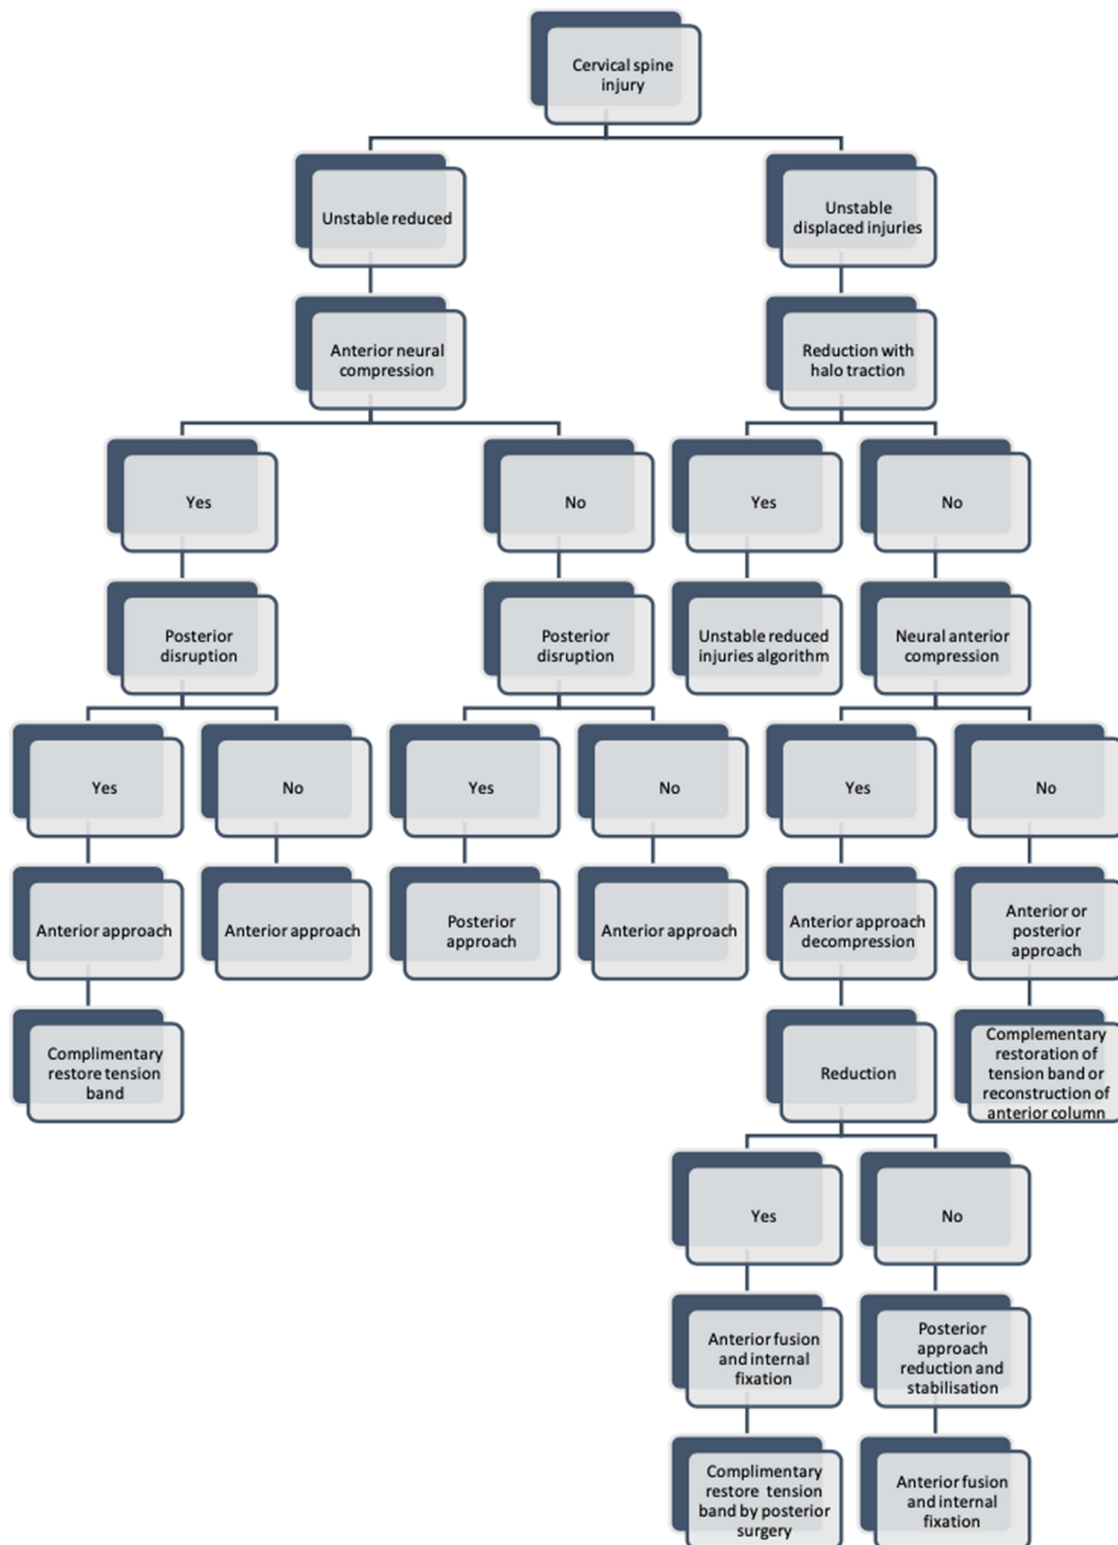 Cervical spine
injury
Unstable reduced
Unstable
displaced injuries
Anterior neural
compression
Reduction with
halo traction
Yes
No
Yes
No
Posterior
disruption
Posterior
disruption
Unstable reduced
injuries algorithm
Neural anterior
compression
Yes
No
Yes
No
Yes
No
Anterior approach
Anterior approach
Posterior
approach
Anterior approach
Anterior approach
decompression
Anterior or
posterior
approach
Complimentary
restore tension
band
Reduction
Complementary
restoration of
tension band or
reconstruction of
anterior column
Yes
No
Anterior fusion
and internal
fixation
Posterior
approach
reduction and
stabilisation
Complimentary
restore tension
band by posterior
surgery
Anterior fusion
and internal
fixation